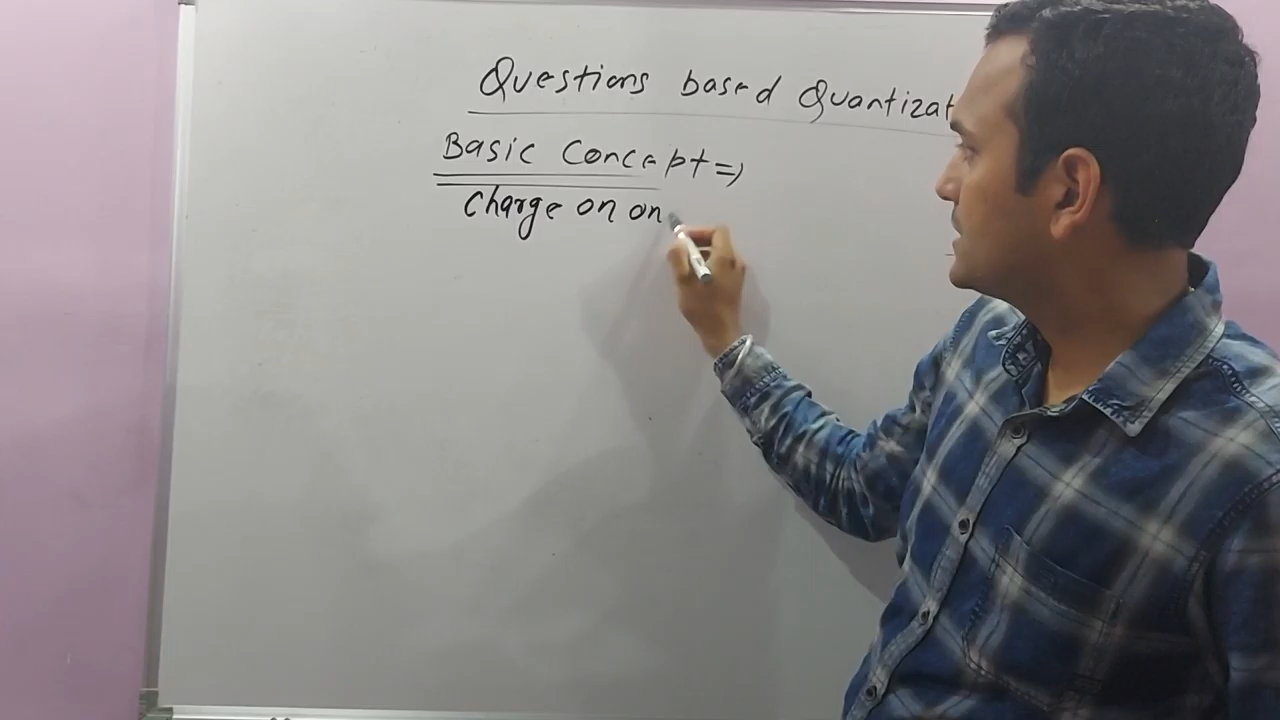 Questions based Quantizat
Basic Concept =>
Charge on on